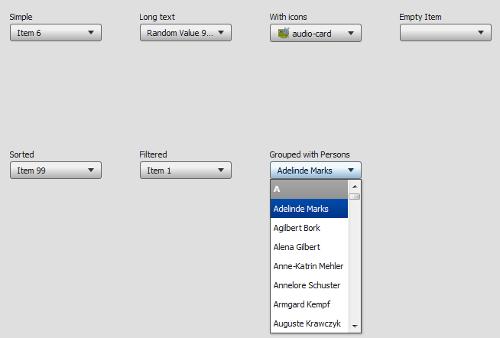 Simple
Long text
With icons
Empty Item
Item 6
Random Value 9...
audio-card
Sorted
Filtered
Grouped with Persons
Item 99
Item 1
Adelinde Marks
A
Adelinde Marks
Agilbert Bork
Alena Gilbert
Anne-Katrin Mehler
Annelore Schuster
Armgard Kempf
Auguste Krawczyk